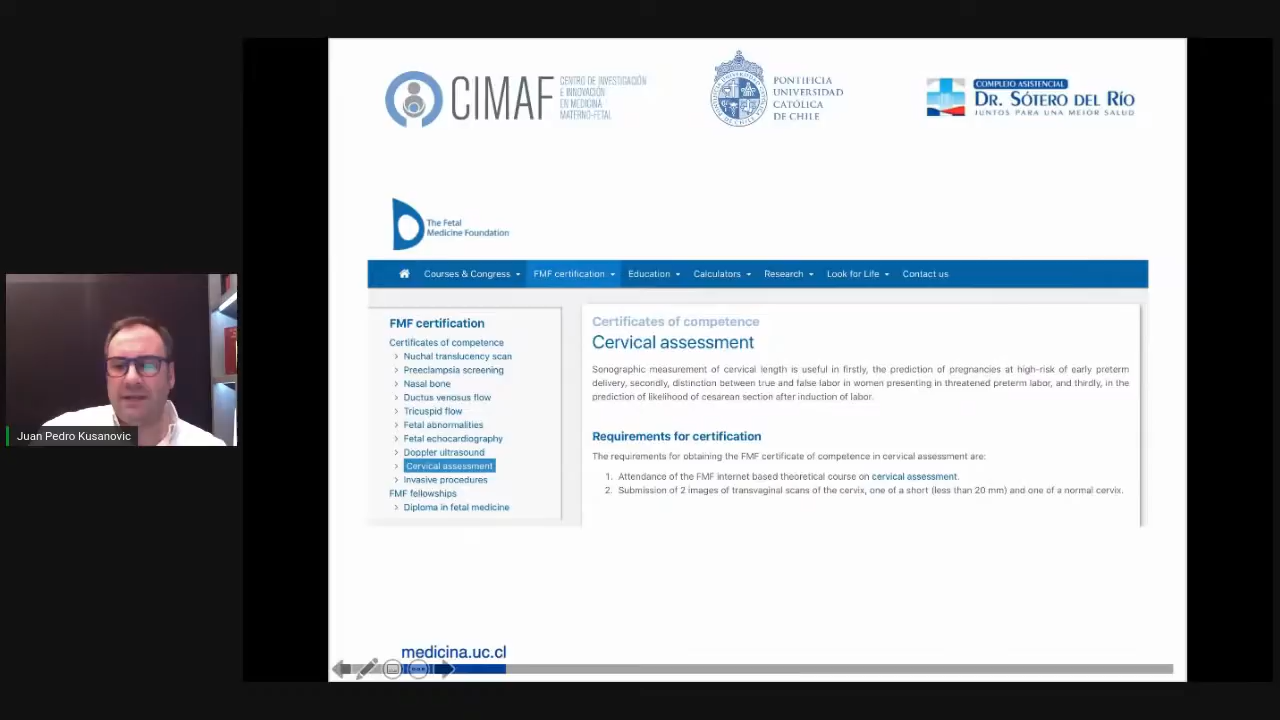 CIMAF
CENTRO DE INVESTIGACIÓN
E INNOVACIÓN
EN MEDICINA
MATERNO-FETAL
PONTIFICIA
UNIVERSIDAD
CATÓLICA
DE CHILE
COMPLEJO ASISTENCIAL
DR. SÓTERO DEL RÍO
JUNTOS PARA UNA MEJOR SALUD
The Fetal
Medicine Foundation
Courses & Congress FMF certification Education Calculators Research Look for Life Contact us
FMF certification
Certificates of competence
> Nuchal translucency scan
> Preeclampsia screening
> Nasal bone
> Ductus venosus flow
> Tricuspid flow
> Fetal abnormalities
> Fetal echocardiography
> Doppler ultrasound
> Cervical assessment
> Invasive procedures
FMF fellowships
> Diploma in fetal medicine
Certificates of competence
Cervical assessment
Sonographic measurement of cervical length is useful in firstly, the prediction of pregnancies at high-risk of early preterm
delivery, secondly, distinction between true and false labor in women presenting in threatened preterm labor, and thirdly, in the
prediction of likelihood of cesarean section after induction of labor.
Requirements for certification
The requirements for obtaining the FMF certificate of competence in cervical assessment are:
1. Attendance of the FMF internet based theoretical course on cervical assessment.
2. Submission of 2 images of transvaginal scans of the cervix, one of a short (less than 20 mm) and one of a normal cervix.
Juan Pedro Kusanovic
medicina.uc.cl